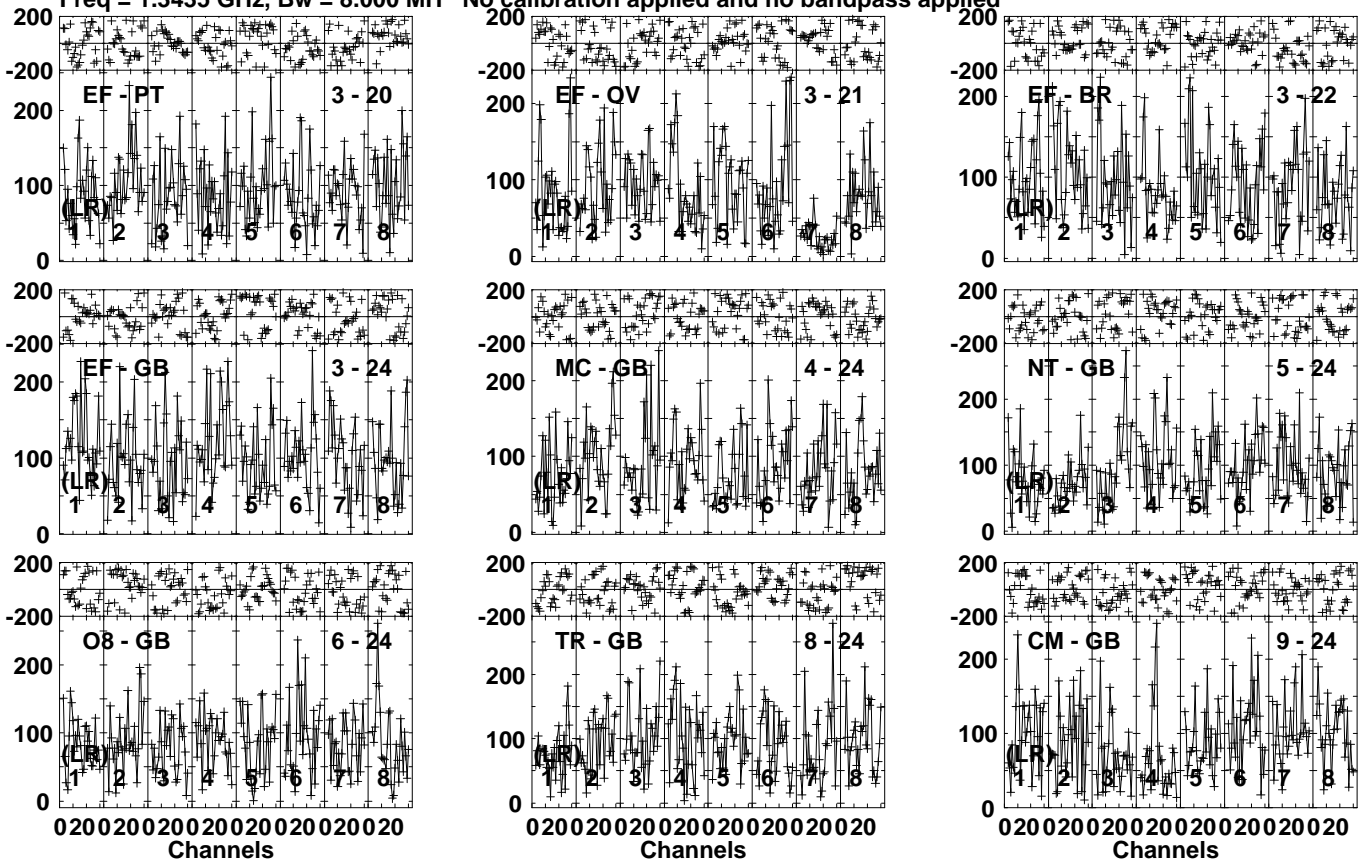 Freq = 1.3435 GHz, Bw = 8.000 MH No calibration applied and no bandpass applied
200 200 200
-200 -200 -200
EF - PT 3 - 20 EF - OV 3 - 21 EF - BR 3 - 22
200 200 200
100 100 100
(LR) (LR) (LR)
1 2 3 4 5 6 7 8 1 2 3 4 5 6 7 8 1 2 3 4 5 6 7 8
0 0 0
200 200 200
-200 -200 -200
EF - GB 3 - 24 MC - GB 4 - 24 NT - GB 5 - 24
200 200 200
100 100 100
(LR) (LR) (LR)
1 2 3 4 5 6 7 8 1 2 3 4 5 6 7 8 1 2 3 4 5 6 7 8
0 0 0
200 200 200
-200 -200 -200
O8 - GB 6 - 24 TR - GB 8 - 24 CM - GB 9 - 24
200 200 200
100 100 100
(LR) (LR) (LR)
1 2 3 4 5 6 7 8 1 2 3 4 5 6 7 8 1 2 3 4 5 6 7 8
0 0 0
0 20 0 20 0 20 0 20 0 20 0 20 0 20 0 20 0 20 0 20 0 20 0 20 0 20 0 20 0 20 0 20 0 20 0 20 0 20 0 20 0 20 0 20 0 20 0 20
Channels Channels Channels